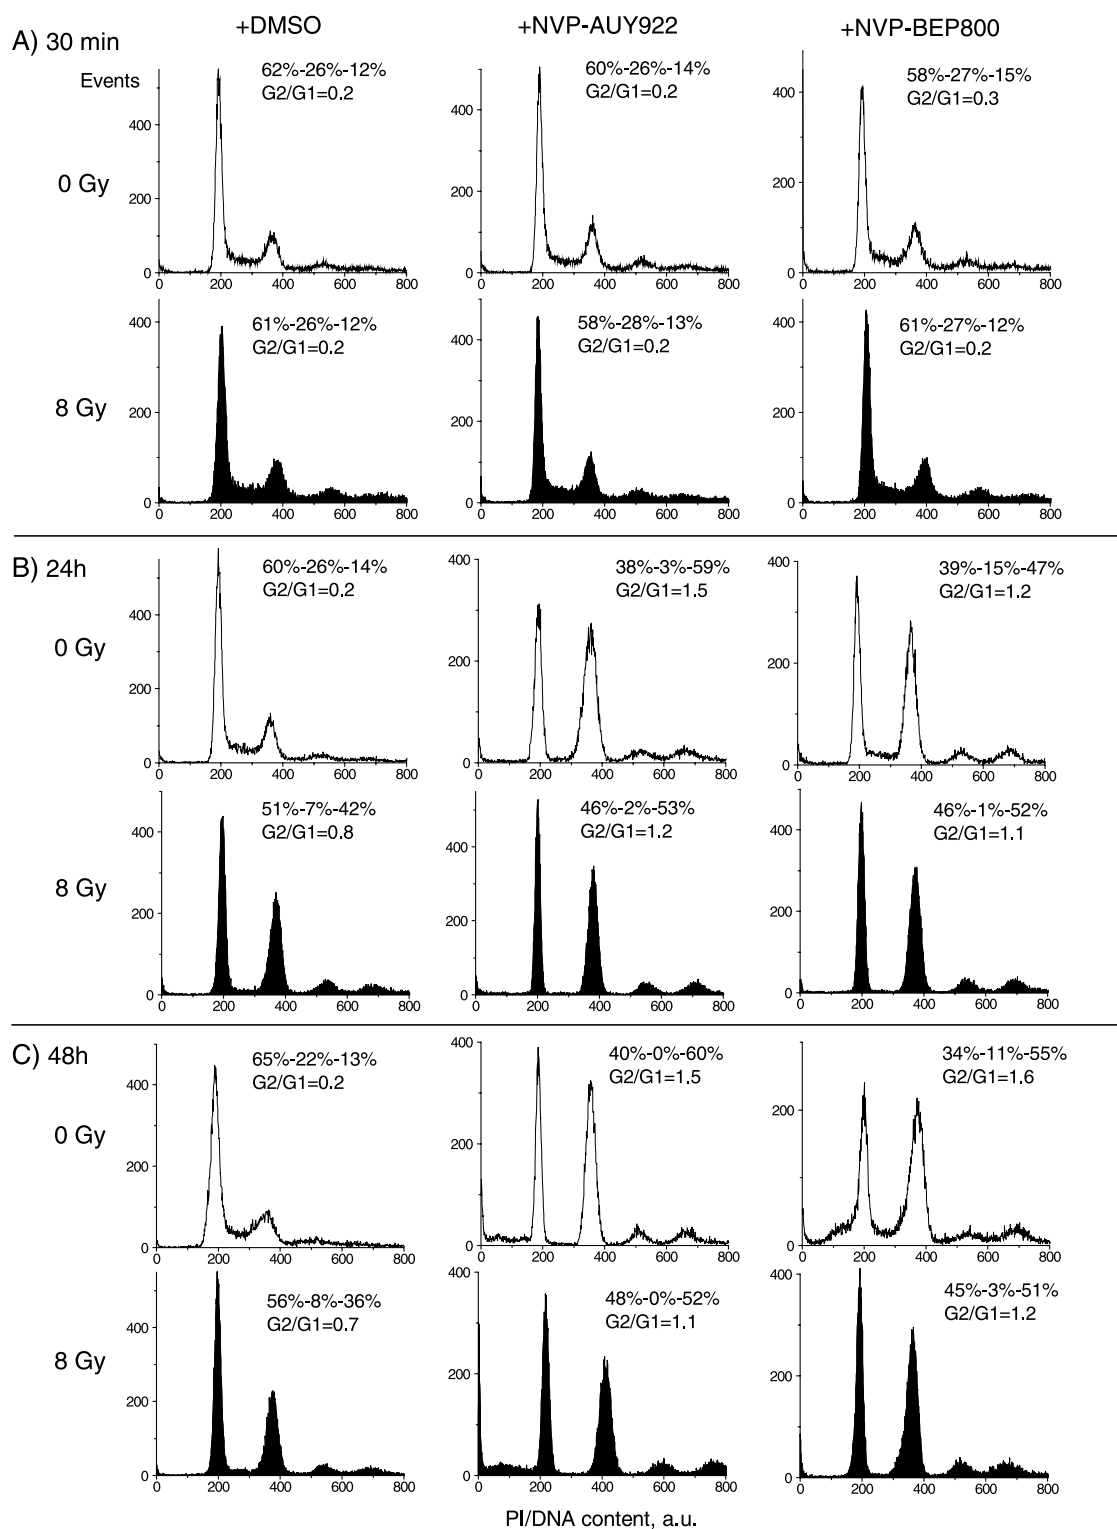 A) 30 min
+DMSO
+NVP-AUY922
+NVP-BEP800
Events
0 Gy
62%-26%-12%
G2/G1=0.2
400
200
0
0 200 400 600 800
60%-26%-14%
G2/G1=0.2
400
200
0
0 200 400 600 800
58%-27%-15%
G2/G1=0.3
400
200
0
0 200 400 600 800
8 Gy
61%-26%-12%
G2/G1=0.2
400
200
0
0 200 400 600 800
58%-28%-13%
G2/G1=0.2
400
200
0
0 200 400 600 800
61%-27%-12%
G2/G1=0.2
400
200
0
0 200 400 600 800
B) 24h
0 Gy
60%-26%-14%
G2/G1=0.2
400
200
0
0 200 400 600 800
38%-3%-59%
G2/G1=1.5
400
200
0
0 200 400 600 800
39%-15%-47%
G2/G1=1.2
400
200
0
0 200 400 600 800
8 Gy
51%-7%-42%
G2/G1=0.8
400
200
0
0 200 400 600 800
46%-2%-53%
G2/G1=1.2
400
200
0
0 200 400 600 800
46%-1%-52%
G2/G1=1.1
400
200
0
0 200 400 600 800
C) 48h
0 Gy
65%-22%-13%
G2/G1=0.2
400
200
0
0 200 400 600 800
40%-0%-60%
G2/G1=1.5
400
200
0
0 200 400 600 800
34%-11%-55%
G2/G1=1.6
200
0
0 200 400 600 800
8 Gy
56%-8%-36%
G2/G1=0.7
400
200
0
0 200 400 600 800
48%-0%-52%
G2/G1=1.1
400
200
0
0 200 400 600 800
45%-3%-51%
G2/G1=1.2
400
200
0
0 200 400 600 800
PI/DNA content, a.u.